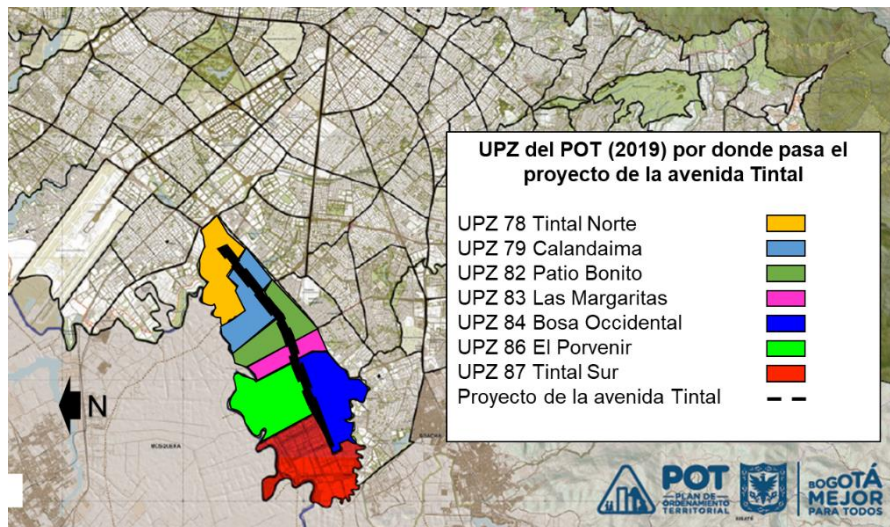 UPZ del POT (2019) por donde pasa el
proyecto de la avenida Tintal
UPZ 78 Tintal Norte
UPZ 79 Calandaima
UPZ 82 Patio Bonito
UPZ 83 Las Margaritas
UPZ 84 Bosa Occidental
UPZ 86 El Porvenir
UPZ 87 Tintal Sur
Proyecto de la avenida Tintal
N
MOSQUERA
SOACHA
POT
PLAN DE
ORDENAMIENTO
TERRITORIAL
BOGOTÁ
MEJOR
PARA TODOS